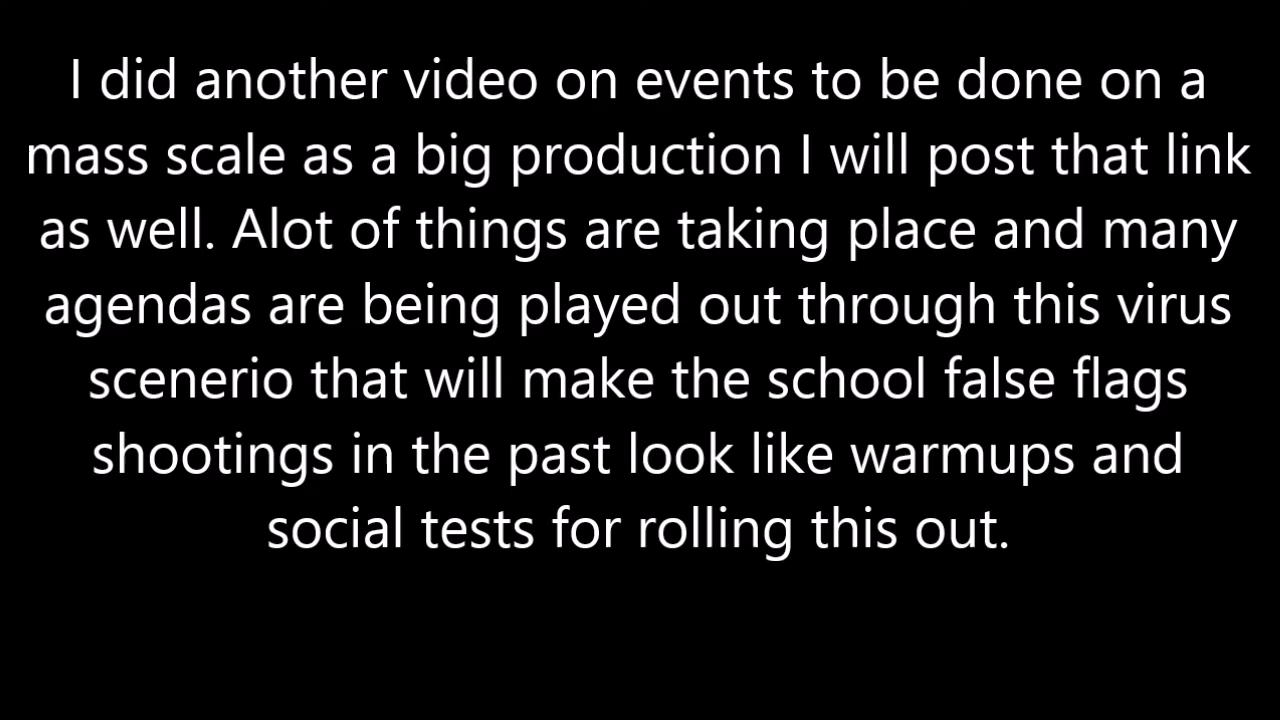 I did another video on events to be done on a
mass scale as a big production I will post that link
as well. Alot of things are taking place and many
agendas are being played out through this virus
scenerio that will make the school false flags
shootings in the past look like warmups and
social tests for rolling this out.